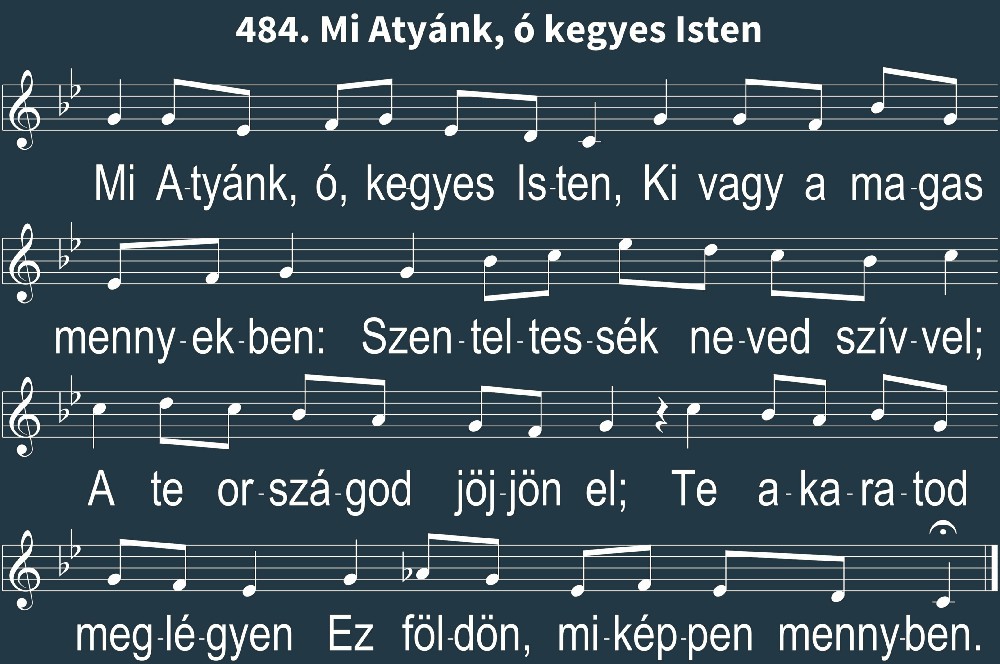 484. Mi Atyánk, ó kegyes Isten
Mi A-tyánk, ó, kegyes Is-ten, Ki vagy a ma-gas
menny-ek-ben: Szen-tel-tes-sék ne-ved szív-vel;
A te or-szá-god jöj-jön el; Te a-ka-ra-tod
meg-lé-gyen Ez föl-dön, mi-kép-pen menny-ben.